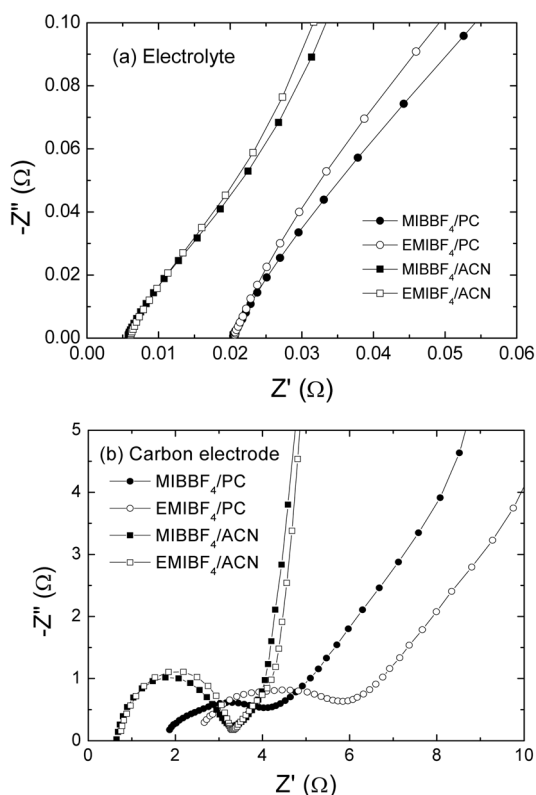 0.10
(a) Electrolyte
0.08
0.06
-Z" (Ω)
0.04
MIBBF₄/PC
EMIBF₄/PC
0.02
MIBBF₄/ACN
EMIBF₄/ACN
0.00
0.00 0.01 0.02 0.03 0.04 0.05 0.06
Z' (Ω)
5
(b) Carbon electrode
MIBBF₄/PC
4
EMIBF₄/PC
MIBBF₄/ACN
3
EMIBF₄/ACN
-Z" (Ω)
2
1
0
0 2 4 6 8 10
Z' (Ω)